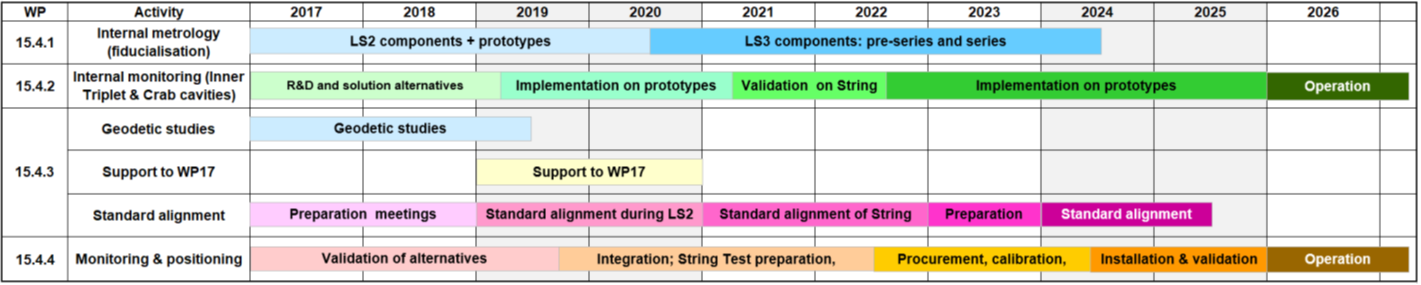 WP Activity 2017 2018 2019 2020 2021 2022 2023 2024 2025 2026
15.4.1 Internal metrology (fiducialisation) LS2 components + prototypes LS3 components: pre-series and series
15.4.2 Internal monitoring (Inner Triplet & Crab cavities) R&D and solution alternatives Implementation on prototypes Validation on String Implementation on prototypes Operation
15.4.3 Geodetic studies Geodetic studies
Support to WP17 Support to WP17
Standard alignment Preparation meetings Standard alignment during LS2 Standard alignment of String Preparation Standard alignment
15.4.4 Monitoring & positioning Validation of alternatives Integration; String Test preparation, Procurement, calibration, Installation & validation Operation